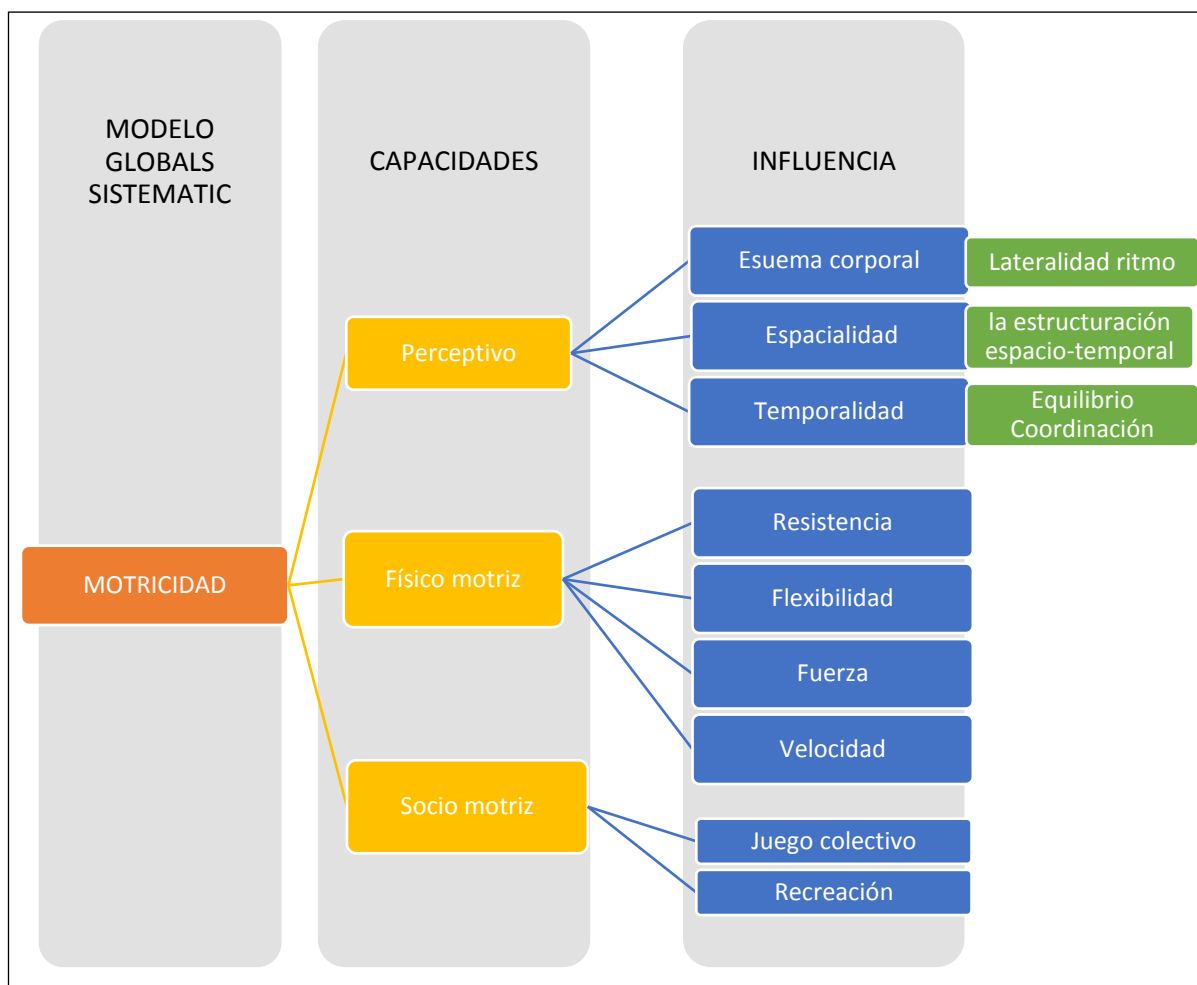 MODELO
GLOBALS
SISTEMATIC
CAPACIDADES
INFLUENCIA
Esuema corporal
Lateralidad ritmo
Perceptivo
Espacialidad
la estructuración
espacio-temporal
Temporalidad
Equilibrio
Coordinación
MOTRICIDAD
Físico motriz
Resistencia
Flexibilidad
Fuerza
Velocidad
Socio motriz
Juego colectivo
Recreación